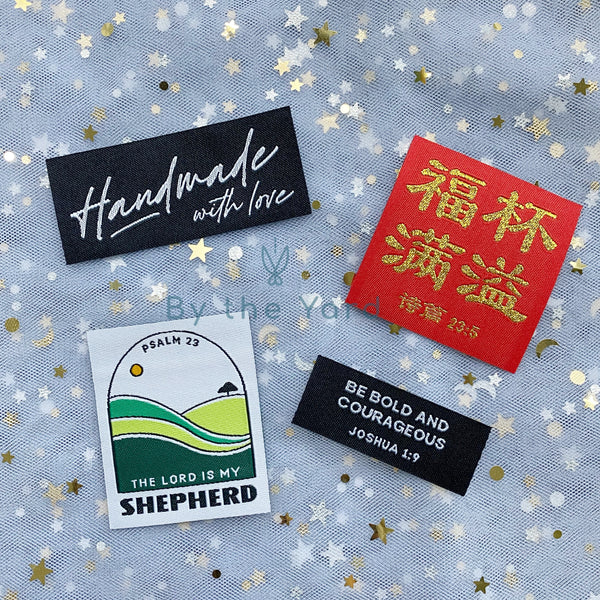 Handmade
with love
福杯
满溢
诗篇 23:5
By the Yard
PSALM 23
THE LORD IS MY
SHEPHERD
BE BOLD AND
COURAGEOUS
JOSHUA 1:9